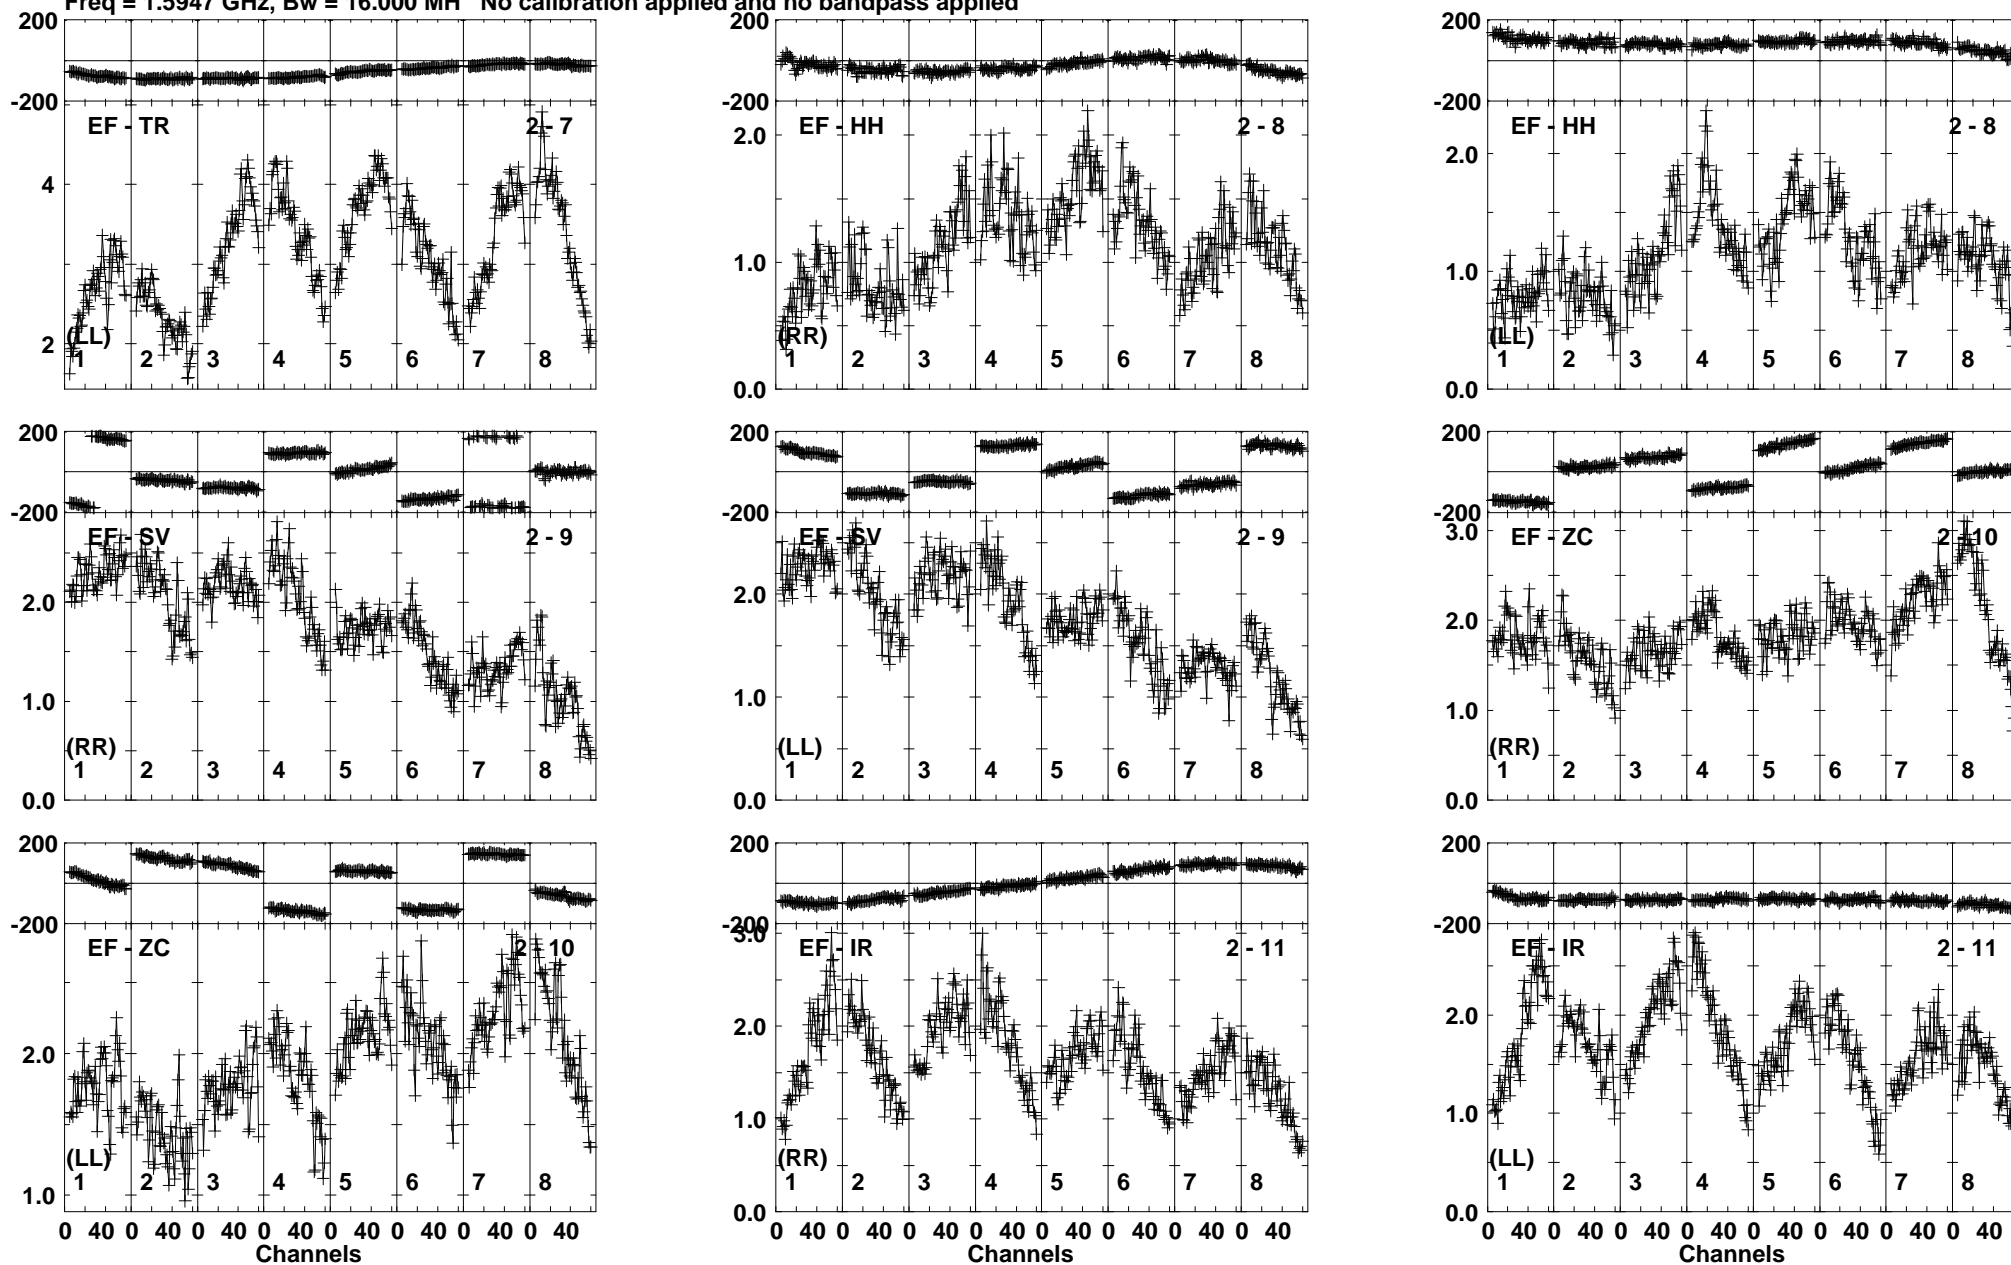 Freq = 1.5947 GHz, Bw = 16.000 MH No calibration applied and no bandpass applied
200 200 200
-200 -200 -200
EF - TR 2 - 7 EF - HH 2 - 8 EF - HH 2 - 8
2.0 2.0
4
1.0 1.0
2 (LL) (RR) (LL)
1 2 3 4 5 6 7 8 1 2 3 4 5 6 7 8 1 2 3 4 5 6 7 8
0.0 0.0
200 200 200
-200 -200 -200
EF - SV 2 - 9 EF - SV 2 - 9 EF - ZC 2 - 10
3.0
2.0 2.0 2.0
1.0 1.0 1.0
(RR) (LL) (RR)
1 2 3 4 5 6 7 8 1 2 3 4 5 6 7 8 1 2 3 4 5 6 7 8
0.0 0.0 0.0
200 200 200
-200 -200 -200
3.0
EF - ZC 2 - 10 EF - IR 2 - 11 EF - IR 2 - 11
2.0 2.0 2.0
1.0 1.0
(LL) (RR) (LL)
1 2 3 4 5 6 7 8 1 2 3 4 5 6 7 8 1 2 3 4 5 6 7 8
1.0 0.0 0.0
0 40 0 40 0 40 0 40 0 40 0 40 0 40 0 40 0 40 0 40 0 40 0 40 0 40 0 40 0 40 0 40 0 40 0 40 0 40 0 40 0 40 0 40 0 40 0 40
Channels Channels Channels